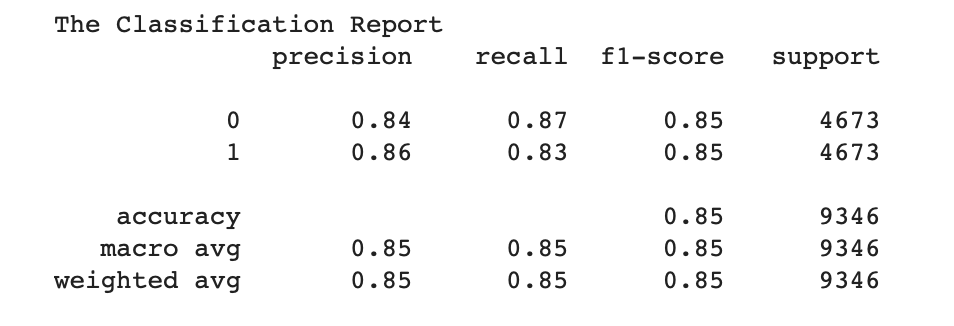 The Classification Report
precision recall f1-score support
0 0.84 0.87 0.85 4673
1 0.86 0.83 0.85 4673
accuracy 0.85 9346
macro avg 0.85 0.85 0.85 9346
weighted avg 0.85 0.85 0.85 9346